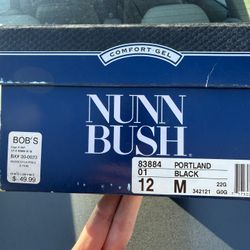 COMFORT GEL
NUNN
BUSH
BOB'S
$ 49.99
83884 PORTLAND
01 BLACK
12 M
22G
342121 G0G